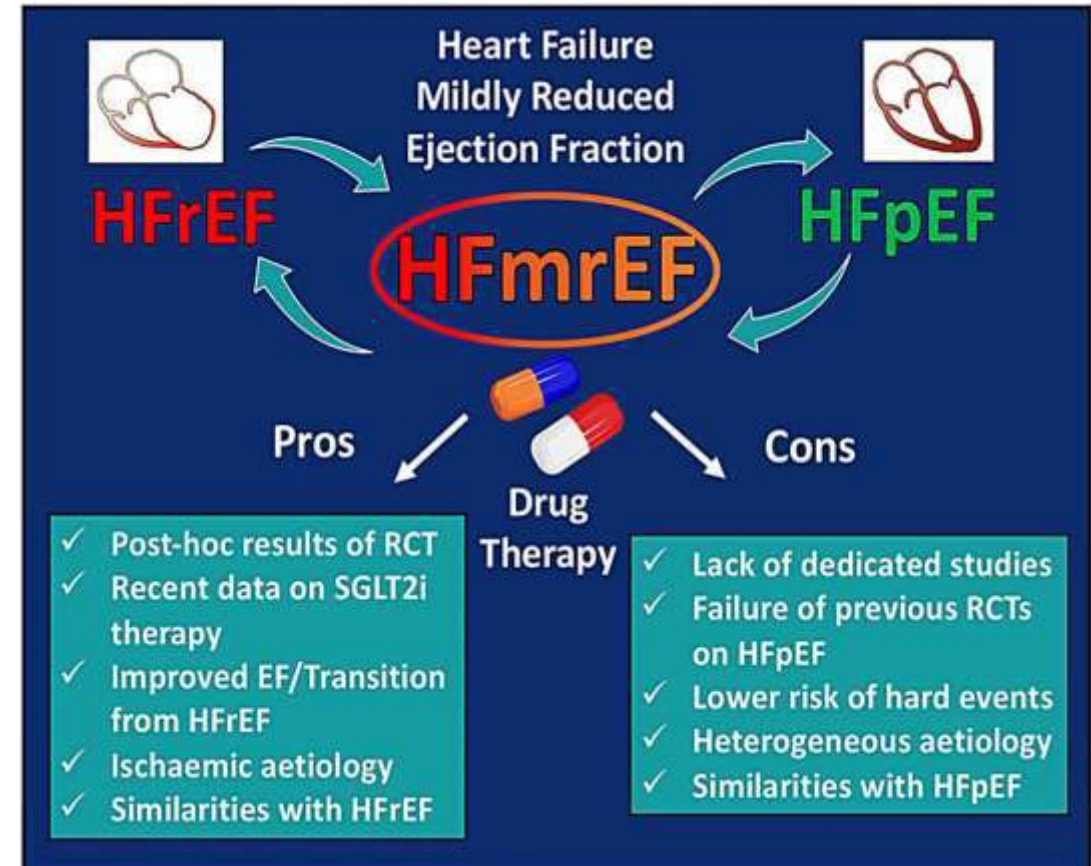 Heart Failure
Mildly Reduced
Ejection Fraction
HFrEF
HFmrEF
HFpEF
Pros
Cons
Drug
Therapy
✓ Post-hoc results of RCT
✓ Recent data on SGLT2i
therapy
✓ Improved EF/Transition
from HFrEF
✓ Ischaemic aetiology
✓ Similarities with HFrEF
✓ Lack of dedicated studies
✓ Failure of previous RCTs
on HFpEF
✓ Lower risk of hard events
✓ Heterogeneous aetiology
✓ Similarities with HFpEF